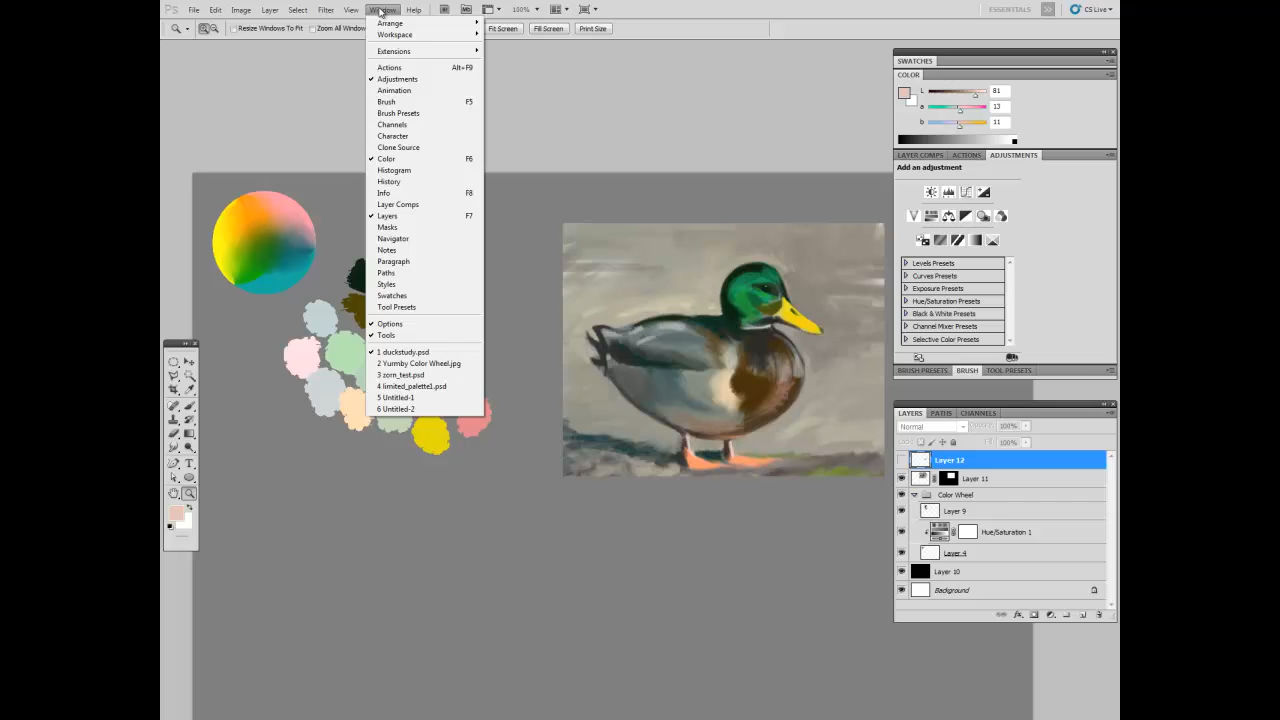 Ps File Edit Image Layer Select Filter View Window Help 100% ESSENTIALS CS Live
Resize Windows To Fit Zoom All Windows Fit Screen Fill Screen Print Size
Arrange
Workspace
Extensions
Actions Alt+F9
Adjustments
Animation
Brush F5
Brush Presets
Channels
Character
Clone Source
Color F6
Histogram
History
Info F8
Layer Comps
Layers F7
Masks
Navigator
Notes
Paragraph
Paths
Styles
Swatches
Tool Presets
Options
Tools
1 duckstudy.psd
2 Yurmby Color Wheel.jpg
3 zorn_test.psd
4 limited_palette1.psd
5 Untitled-1
6 Untitled-2
SWATCHES
COLOR
L 81
a 13
b 11
LAYER COMPS ACTIONS ADJUSTMENTS
Add an adjustment
Levels Presets
Curves Presets
Exposure Presets
Hue/Saturation Presets
Black & White Presets
Channel Mixer Presets
Selective Color Presets
BRUSH PRESETS BRUSH TOOL PRESETS
LAYERS PATHS CHANNELS
Normal Opacity: 100%
Lock: Fill: 100%
Layer 12
Layer 11
Color Wheel
Layer 9
Hue/Saturation 1
Layer 4
Layer 10
Background
fx
T